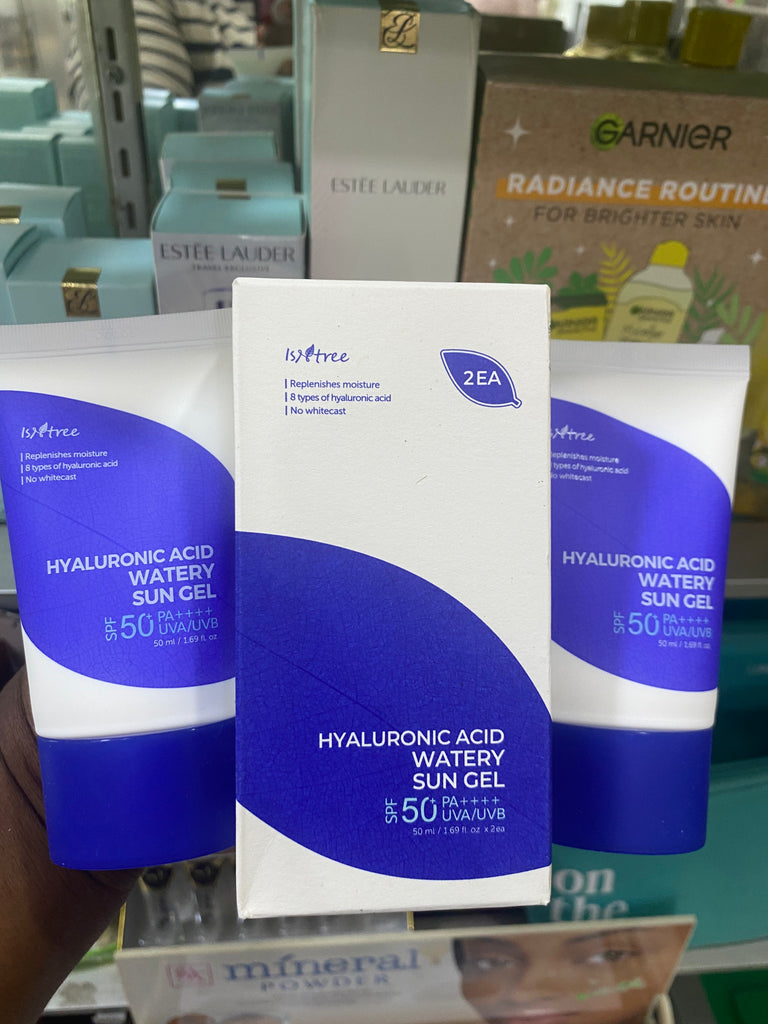 ESTĒE LAUDER
ESTĒE LAUDER
TRAVEL EXCLUSIVE
GARNIER
RADIANCE ROUTINE
FOR BRIGHTER SKIN
GARNIER
Isntree
Replenishes moisture
8 types of hyaluronic acid
No whitecast
HYALURONIC ACID
WATERY
SUN GEL
SPF 50+ PA++++
UVA/UVB
50 ml / 1.69 fl. oz
Isntree
2EA
Replenishes moisture
8 types of hyaluronic acid
No whitecast
HYALURONIC ACID
WATERY
SUN GEL
SPF 50+ PA++++
UVA/UVB
50 ml / 1.69 fl. oz x 2ea
Isntree
Replenishes moisture
types of hyaluronic acid
No whitecast
HYALURONIC ACID
WATERY
SUN GEL
SPF 50+ PA++++
UVA/UVB
50 ml / 1.69 fl. oz
on
the
mineral
POWDER